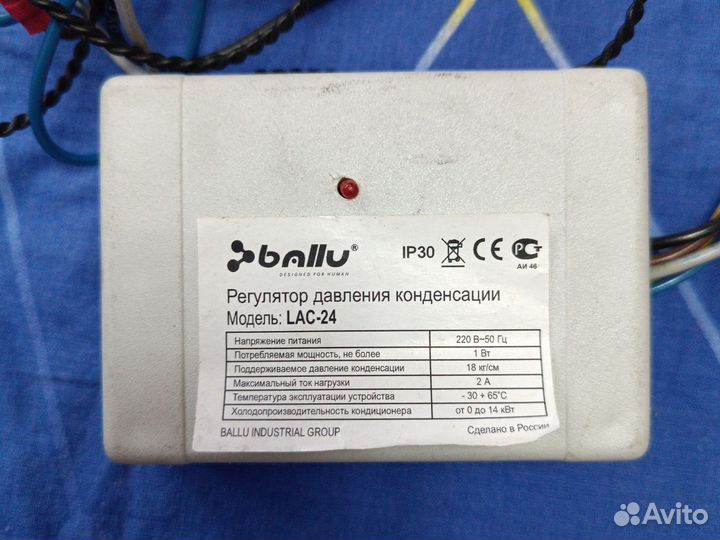 ballu®
DESIGNED FOR HUMAN
IP30 CE РСТ
АИ 46
Регулятор давления конденсации
Модель: LAC-24
Напряжение питания 220 В~50 Гц
Потребляемая мощность, не более 1 Вт
Поддерживаемое давление конденсации 18 кг/см
Максимальный ток нагрузки 2 А
Температура эксплуатации устройства - 30 + 65°С
Холодопроизводительность кондиционера от 0 до 14 кВт
BALLU INDUSTRIAL GROUP Сделано в России
Avito